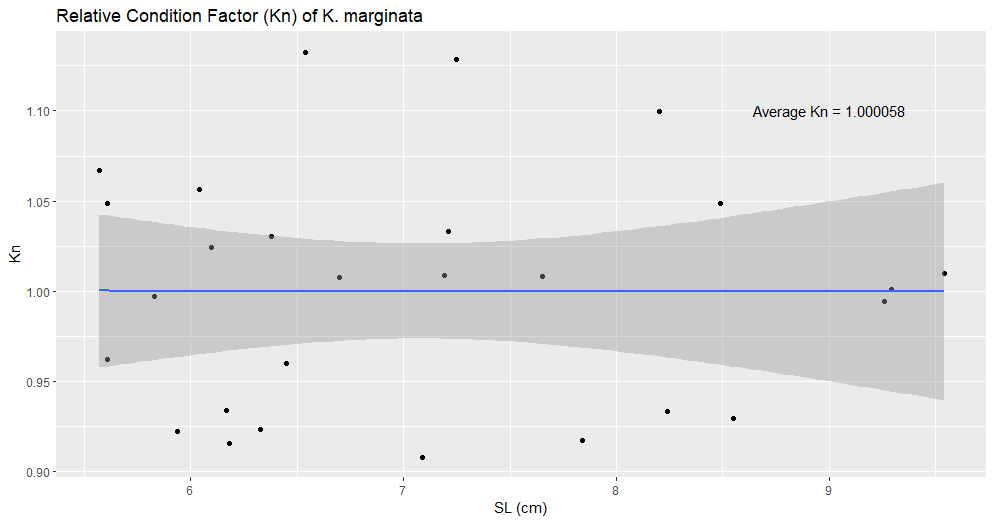 Relative Condition Factor (Kn) of K. marginata
Average Kn = 1.000058
1.10
1.05
1.00
0.95
0.90
Kn
6
7
8
9
SL (cm)